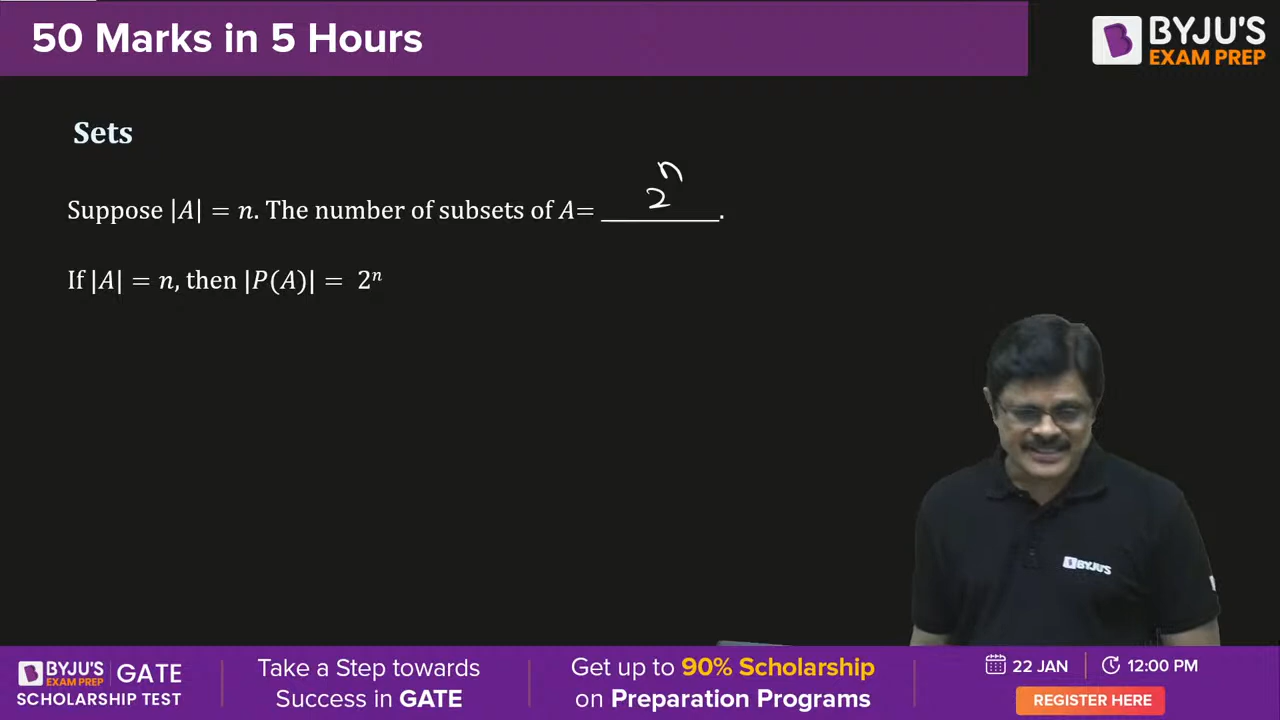 50 Marks in 5 Hours
BYJU'S
EXAM PREP
Sets
n
2
Suppose |A| = n. The number of subsets of A= _________.
If |A| = n, then |P(A)| = 2ⁿ
BYJU'S
BYJU'S
EXAM PREP
GATE
SCHOLARSHIP TEST
Take a Step towards
Success in GATE
Get up to 90% Scholarship
on Preparation Programs
22 JAN
12:00 PM
REGISTER HERE